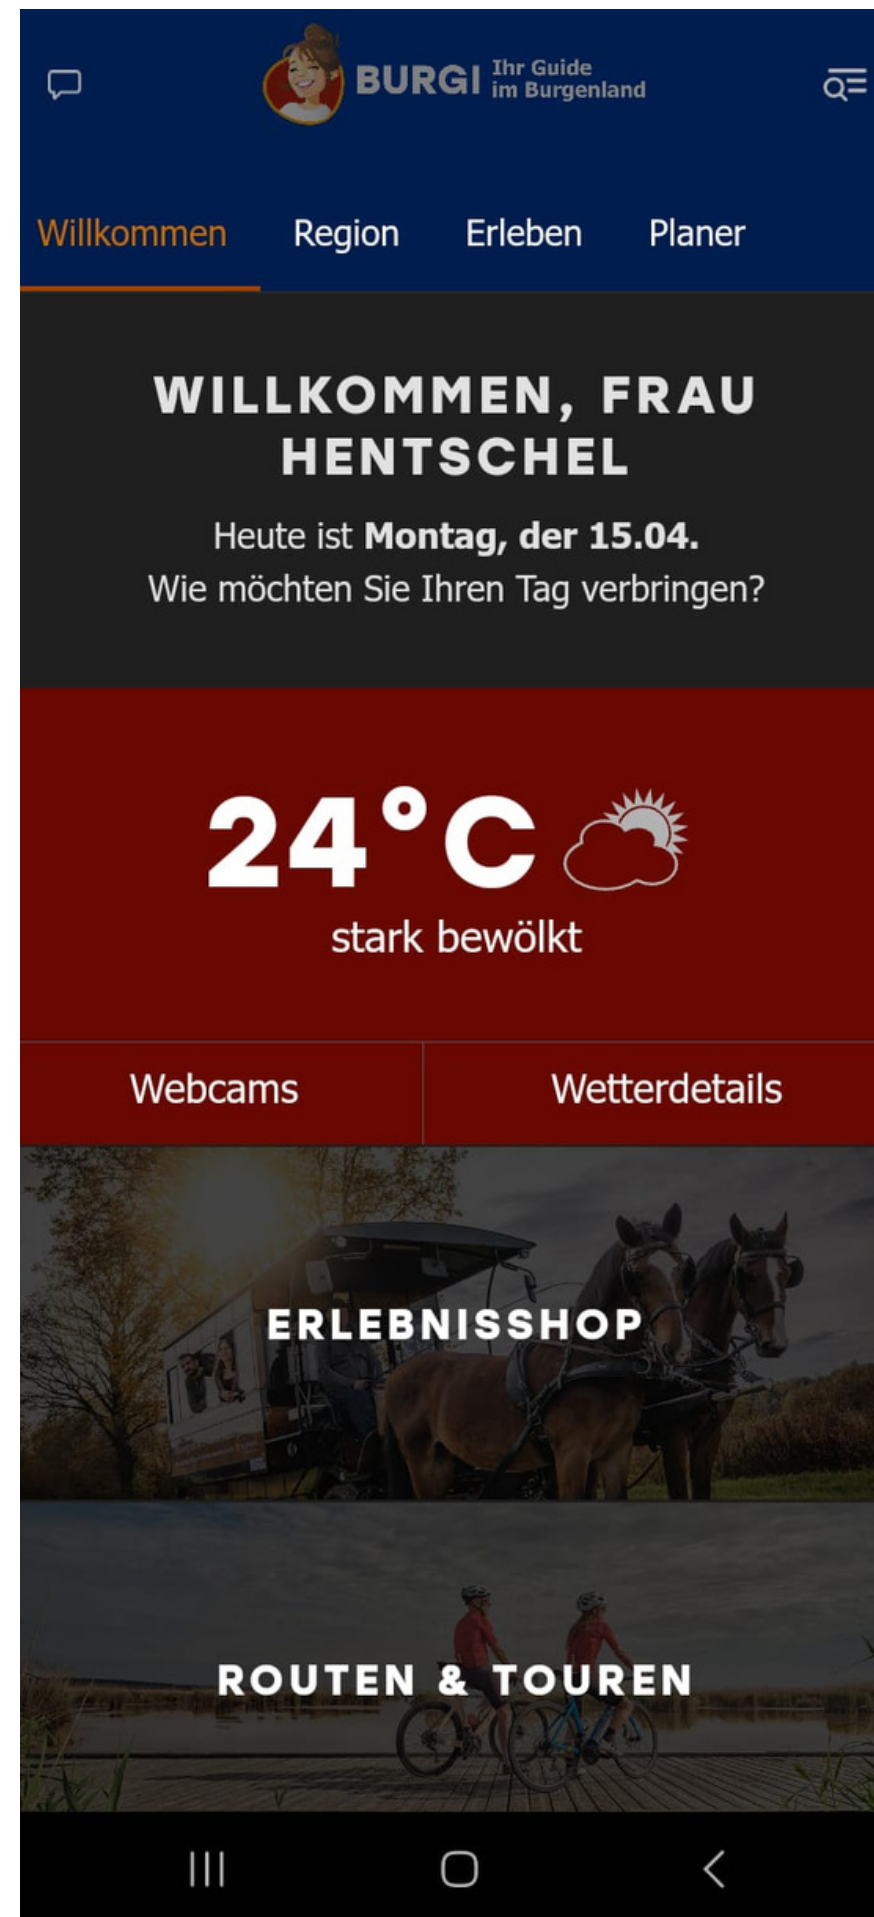 BURGI
Ihr Guide
im Burgenland
Willkommen
Region
Erleben
Planer
WILLKOMMEN, FRAU
HENTSCHEL
Heute ist Montag, der 15.04.
Wie möchten Sie Ihren Tag verbringen?
24°C
stark bewölkt
Webcams
Wetterdetails
ERLEBNISSHOP
ROUTEN & TOUREN